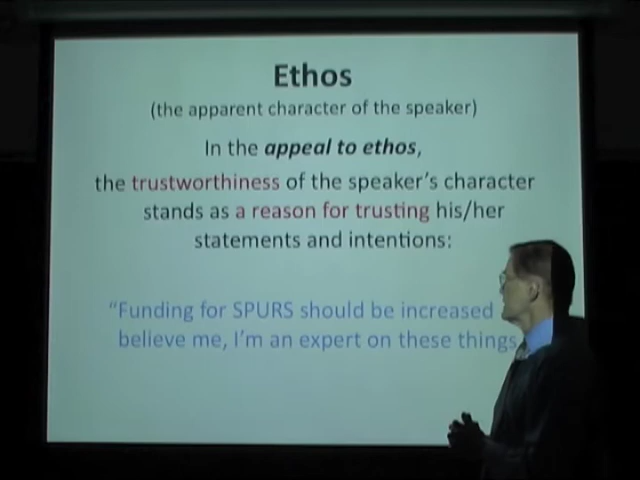 Ethos
(the apparent character of the speaker)
In the appeal to ethos,
the trustworthiness of the speaker's character
stands as a reason for trusting his/her
statements and intentions:
"Funding for SPURS should be increased
believe me, I'm an expert on these things